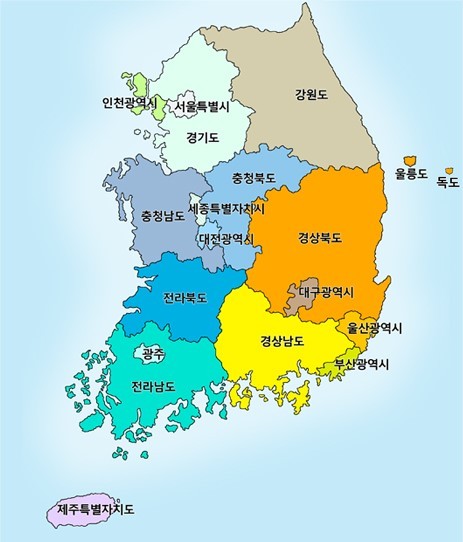 강원도
인천광역시
서울특별시
경기도
울릉도
독도
충청북도
충청남도
세종특별자치시
대전광역시
경상북도
전라북도
대구광역시
울산광역시
경상남도
광주
부산광역시
전라남도
제주특별자치도